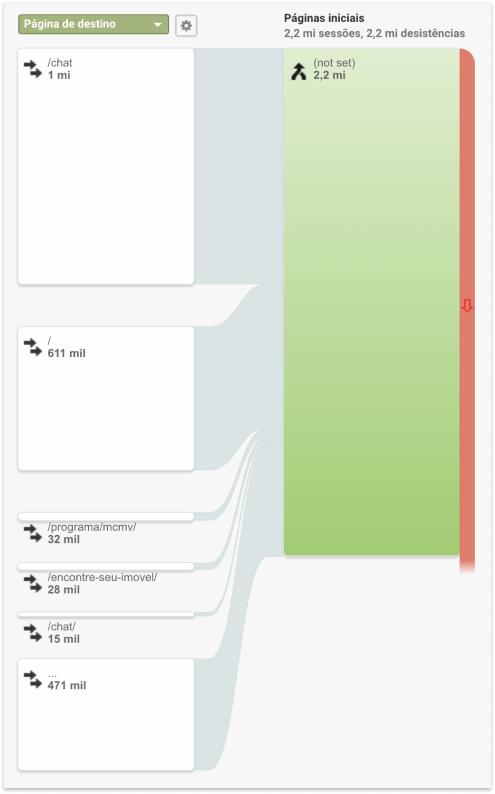 Página de destino
Páginas iniciais
2,2 mi sessões, 2,2 mi desistências
/chat
1 mi
(not set)
2,2 mi
/
611 mil
/programa/mcmv/
32 mil
/encontre-seu-imovel/
28 mil
/chat/
15 mil
...
471 mil